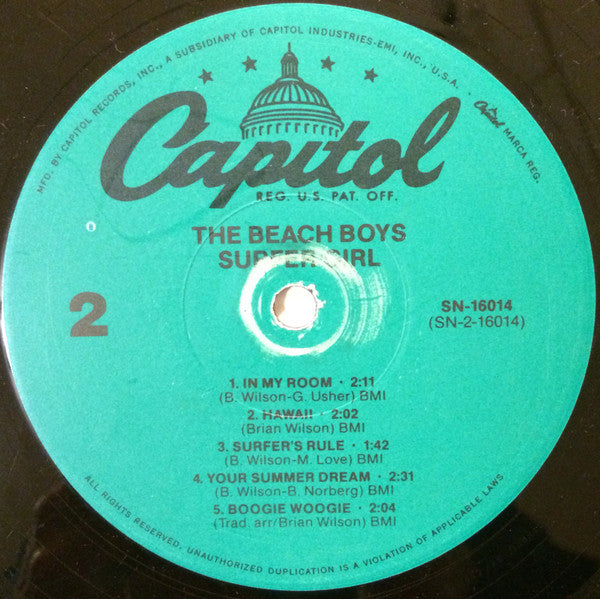 MFD. BY CAPITOL RECORDS, INC., A SUBSIDIARY OF CAPITOL INDUSTRIES-EMI, INC., U.S.A. · Capitol MARCA REG.
Capitol
REG. U.S. PAT. OFF.
THE BEACH BOYS
SURFER GIRL
2
SN-16014
(SN-2-16014)
1. IN MY ROOM · 2:11
(B. Wilson-G. Usher) BMI
2. HAWAII · 2:02
(Brian Wilson) BMI
3. SURFER'S RULE · 1:42
(B. Wilson-M. Love) BMI
4. YOUR SUMMER DREAM · 2:31
(B. Wilson-B. Norberg) BMI
5. BOOGIE WOOGIE · 2:04
(Trad. arr/Brian Wilson) BMI
ALL RIGHTS RESERVED. UNAUTHORIZED DUPLICATION IS A VIOLATION OF APPLICABLE LAWS